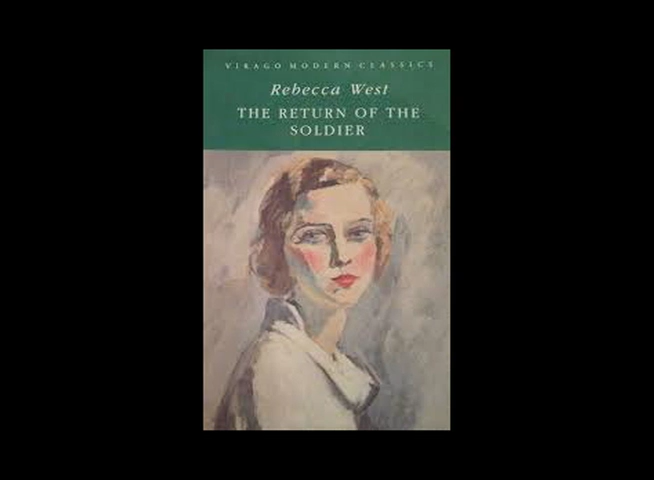 VIRAGO MODERN CLASSICS
Rebecca West
THE RETURN OF THE
SOLDIER